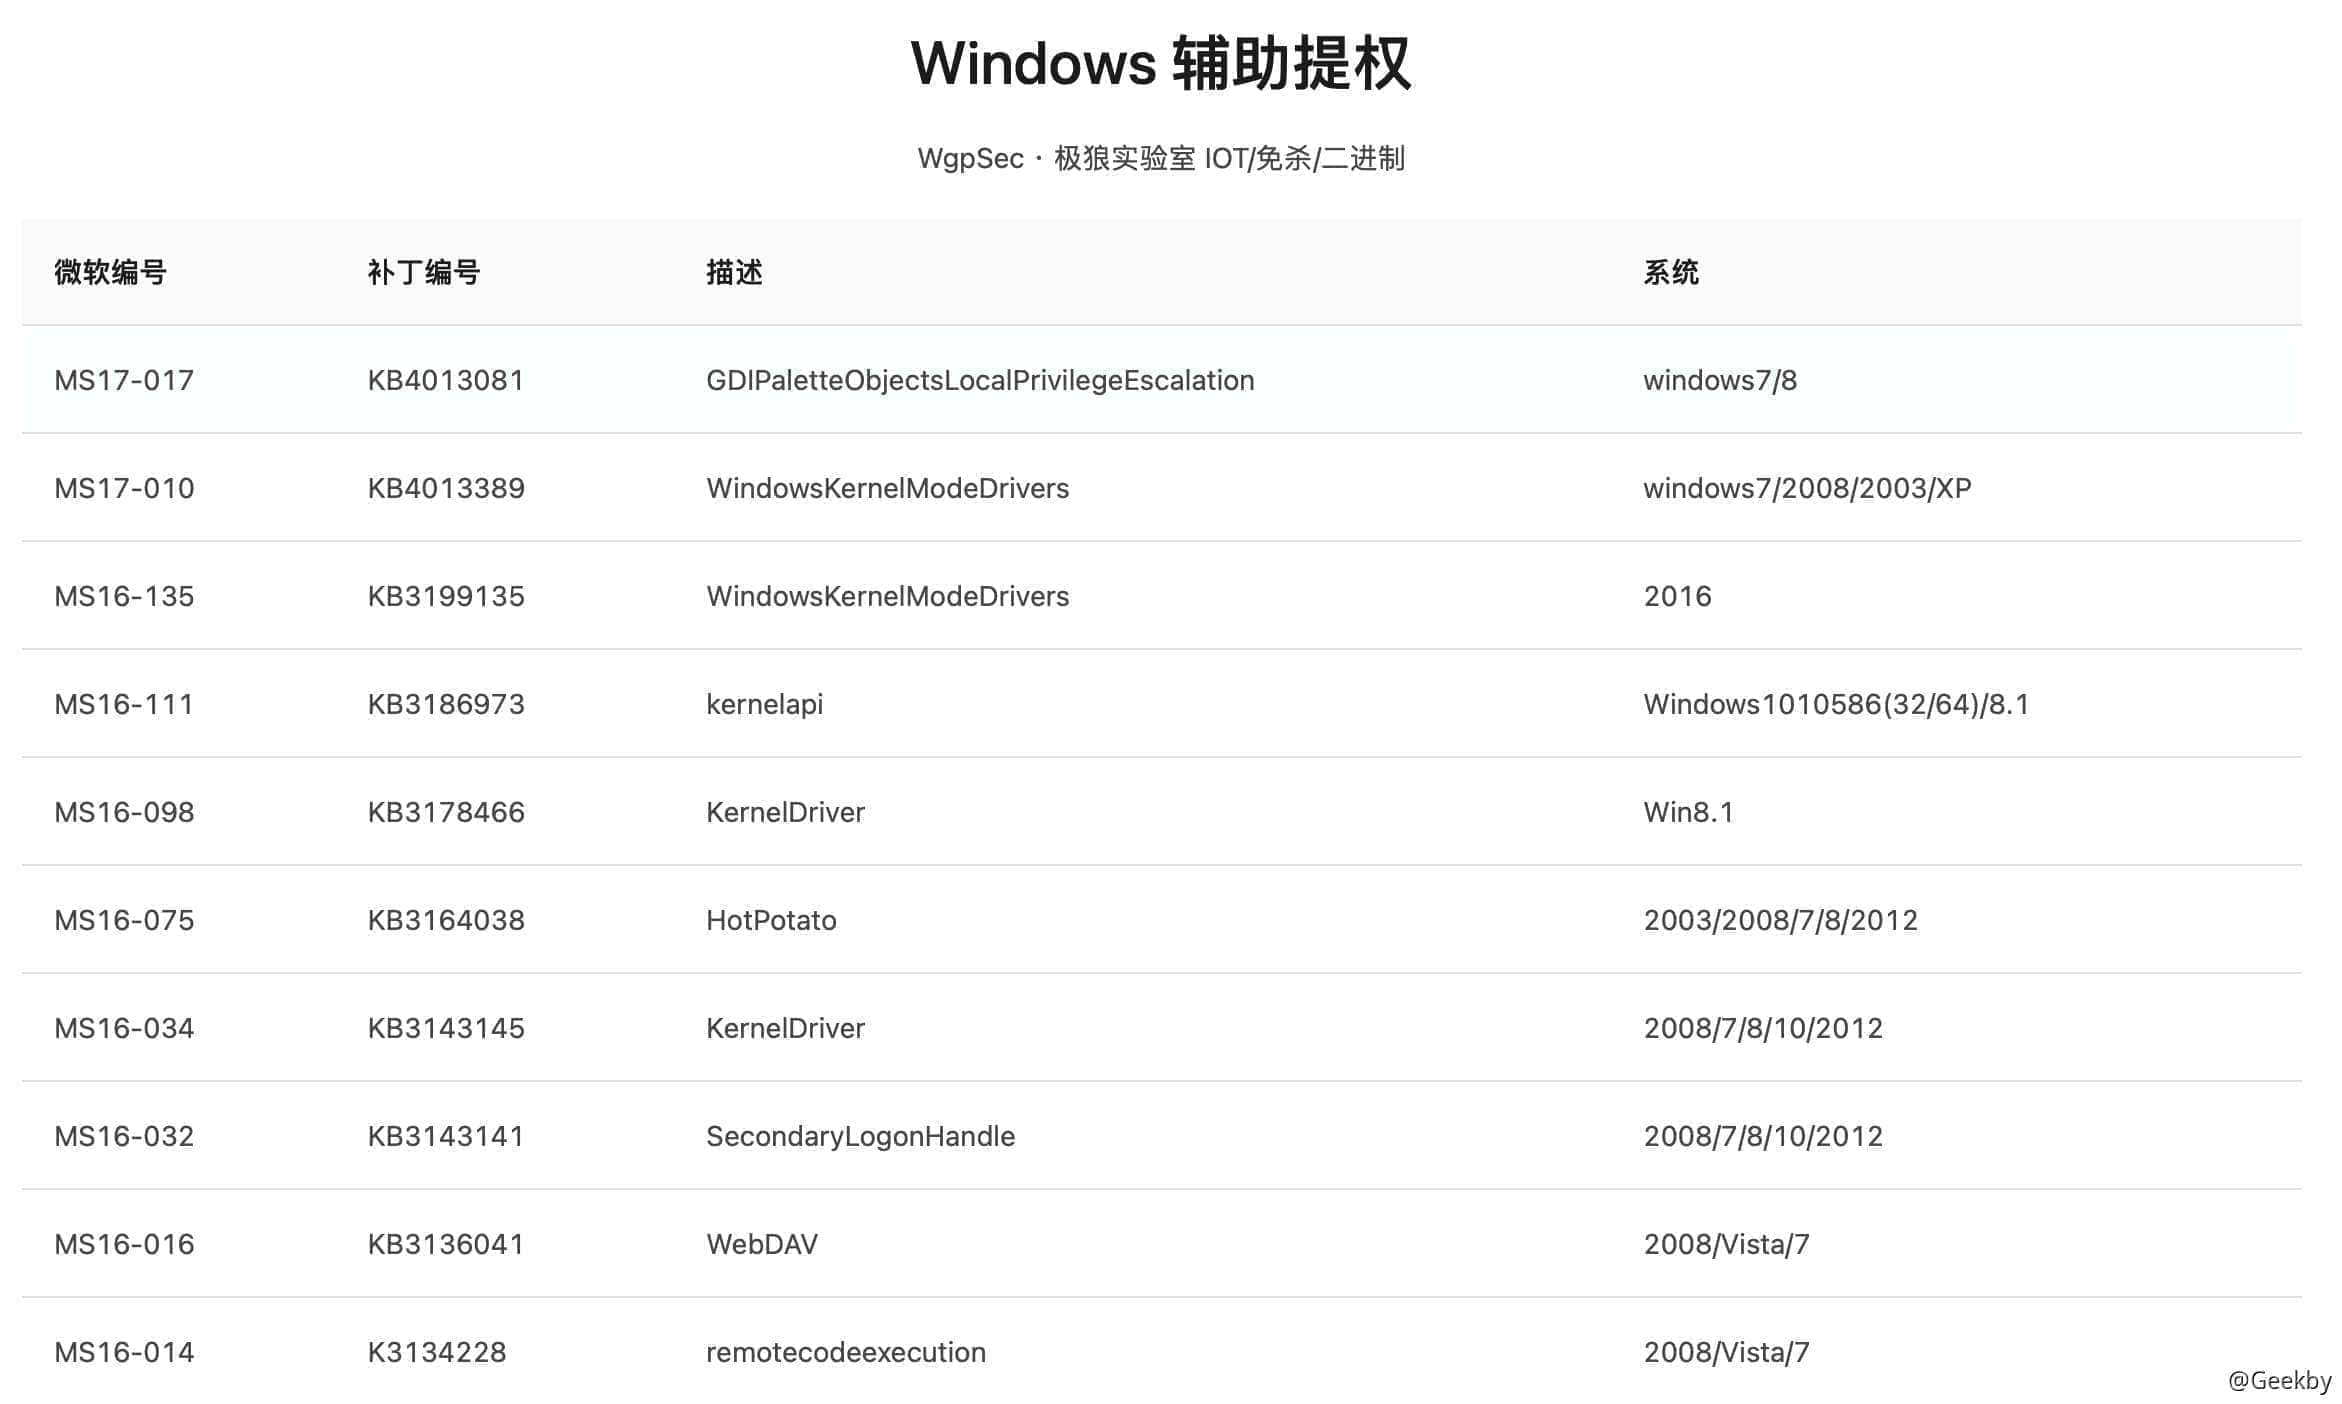 Windows 辅助提权
WgpSec · 极狼实验室 IOT/免杀/二进制
微软编号 补丁编号 描述 系统
MS17-017 KB4013081 GDIPaletteObjectsLocalPrivilegeEscalation windows7/8
MS17-010 KB4013389 WindowsKernelModeDrivers windows7/2008/2003/XP
MS16-135 KB3199135 WindowsKernelModeDrivers 2016
MS16-111 KB3186973 kernelapi Windows1010586(32/64)/8.1
MS16-098 KB3178466 KernelDriver Win8.1
MS16-075 KB3164038 HotPotato 2003/2008/7/8/2012
MS16-034 KB3143145 KernelDriver 2008/7/8/10/2012
MS16-032 KB3143141 SecondaryLogonHandle 2008/7/8/10/2012
MS16-016 KB3136041 WebDAV 2008/Vista/7
MS16-014 K3134228 remotecodeexecution 2008/Vista/7
@Geekby